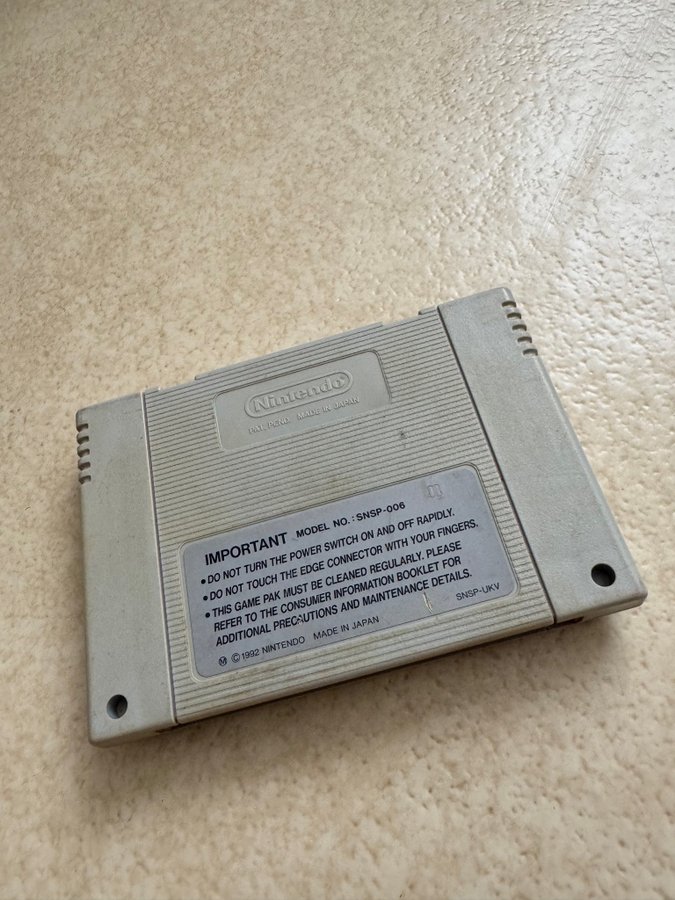 Nintendo
PAT. PEND. MADE IN JAPAN
IMPORTANT MODEL NO. : SNSP-006
• DO NOT TURN THE POWER SWITCH ON AND OFF RAPIDLY.
• DO NOT TOUCH THE EDGE CONNECTOR WITH YOUR FINGERS.
• THIS GAME PAK MUST BE CLEANED REGULARLY. PLEASE
REFER TO THE CONSUMER INFORMATION BOOKLET FOR
ADDITIONAL PRECAUTIONS AND MAINTENANCE DETAILS.
Ⓜ © 1992 NINTENDO MADE IN JAPAN SNSP-UKV